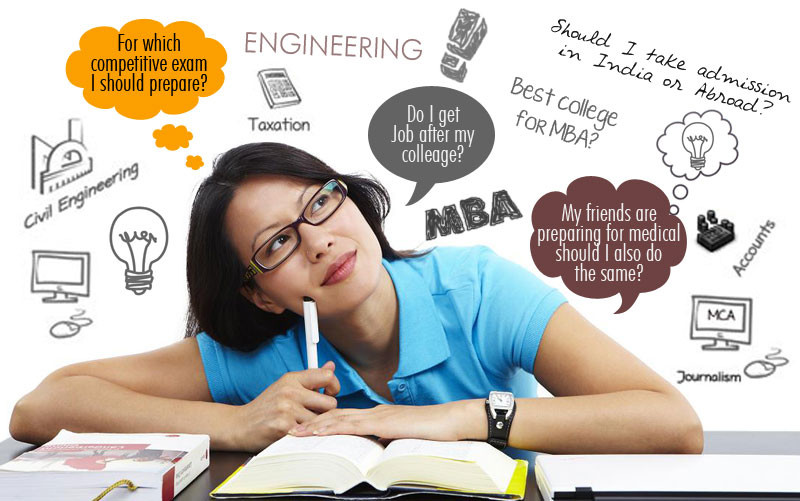 For which
competitive exam
I should prepare?
ENGINEERING
!
Should I take admission
in India or Abroad?
Taxation
Best college
for MBA?
Do I get
Job after my
colleage?
Civil Engineering
MBA
My friends are
preparing for medical
should I also do
the same?
Accounts
MCA
Journalism